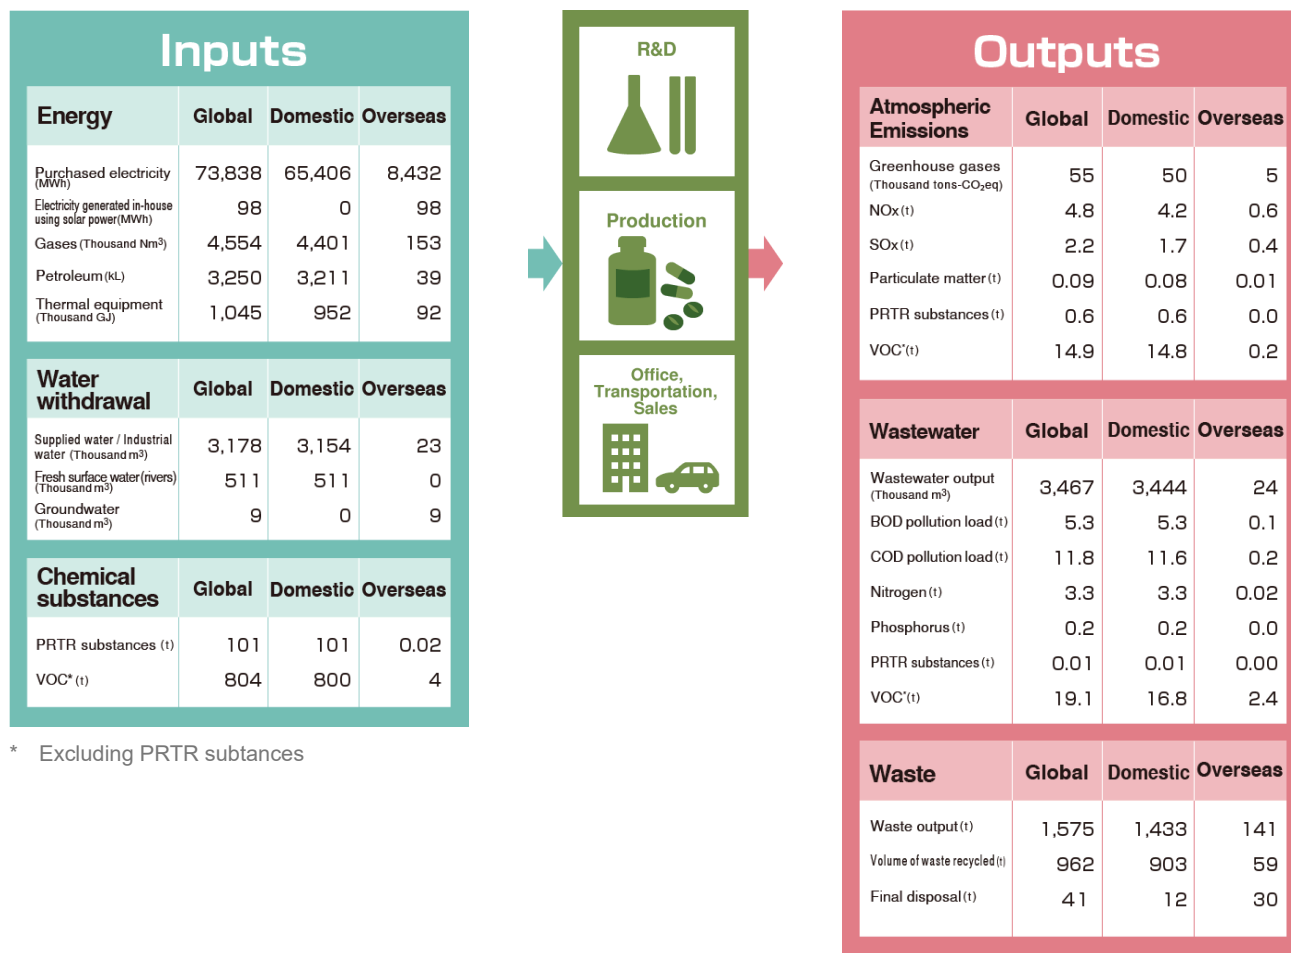 Inputs
Energy Global Domestic Overseas
Purchased electricity (MWh) 73,838 65,406 8,432
Electricity generated in-house
using solar power(MWh) 98 0 98
Gases (Thousand Nm³) 4,554 4,401 153
Petroleum (kL) 3,250 3,211 39
Thermal equipment
(Thousand GJ) 1,045 952 92
Water
withdrawal Global Domestic Overseas
Supplied water / Industrial
water (Thousand m³) 3,178 3,154 23
Fresh surface water (rivers)
(Thousand m³) 511 511 0
Groundwater
(Thousand m³) 9 0 9
Chemical
substances Global Domestic Overseas
PRTR substances (t) 101 101 0.02
VOC* (t) 804 800 4
* Excluding PRTR subtances
R&D
Production
Office,
Transportation,
Sales
Outputs
Atmospheric
Emissions Global Domestic Overseas
Greenhouse gases
(Thousand tons-CO₂eq) 55 50 5
NOx (t) 4.8 4.2 0.6
SOx (t) 2.2 1.7 0.4
Particulate matter (t) 0.09 0.08 0.01
PRTR substances (t) 0.6 0.6 0.0
VOC* (t) 14.9 14.8 0.2
Wastewater Global Domestic Overseas
Wastewater output
(Thousand m³) 3,467 3,444 24
BOD pollution load (t) 5.3 5.3 0.1
COD pollution load (t) 11.8 11.6 0.2
Nitrogen (t) 3.3 3.3 0.02
Phosphorus (t) 0.2 0.2 0.0
PRTR substances (t) 0.01 0.01 0.00
VOC* (t) 19.1 16.8 2.4
Waste Global Domestic Overseas
Waste output (t) 1,575 1,433 141
Volume of waste recycled (t) 962 903 59
Final disposal (t) 41 12 30